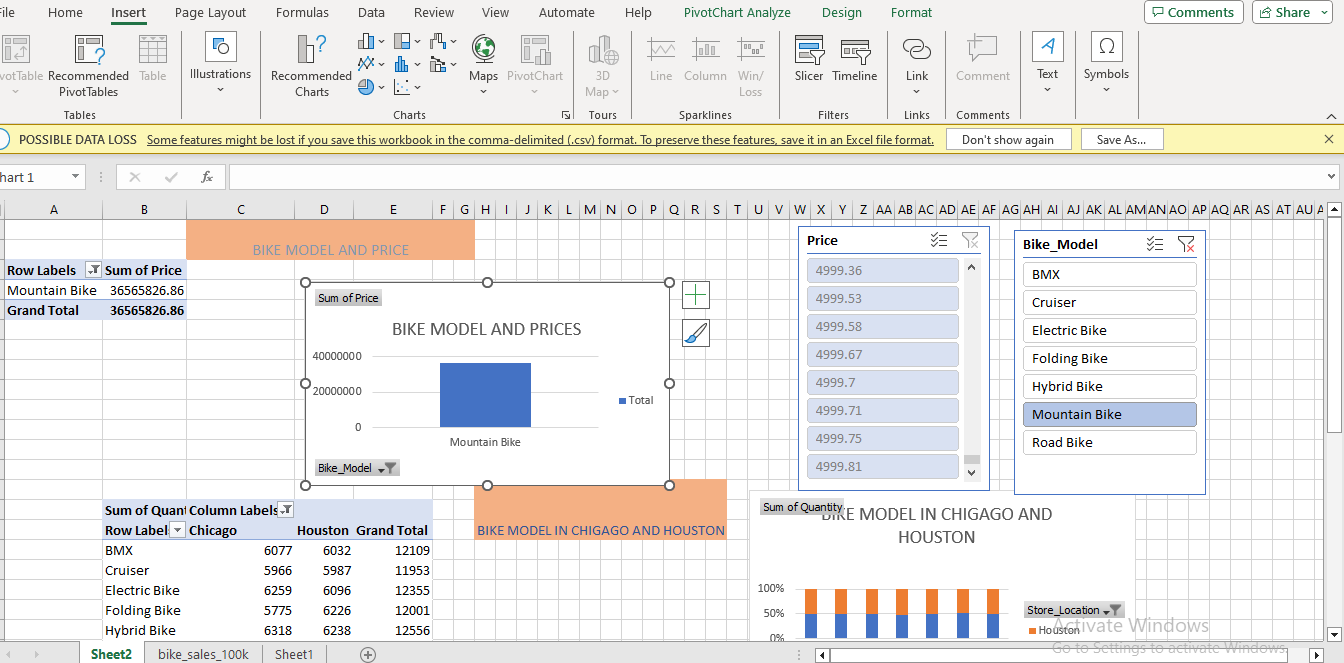 File Home Insert Page Layout Formulas Data Review View Automate Help PivotChart Analyze Design Format Comments Share
PivotTable Recommended PivotTables Table Illustrations Recommended Charts Maps PivotChart 3D Map Line Column Win/Loss Slicer Timeline Link Comment Text Symbols
Tables Charts Tours Sparklines Filters Links Comments
POSSIBLE DATA LOSS Some features might be lost if you save this workbook in the comma-delimited (.csv) format. To preserve these features, save it in an Excel file format. Don't show again Save As...
hart 1 fx
A B C D E F G H I J K L M N O P Q R S T U V W X Y Z AA AB AC AD AE AF AG AH AI AJ AK AL AM AN AO AP AQ AR AS AT AU
BIKE MODEL AND PRICE
Row Labels Sum of Price
Mountain Bike 36565826.86
Grand Total 36565826.86
Sum of Price
BIKE MODEL AND PRICES
40000000
20000000
0
Mountain Bike
Total
Bike_Model
Price
4999.36
4999.53
4999.58
4999.67
4999.7
4999.71
4999.75
4999.81
Bike_Model
BMX
Cruiser
Electric Bike
Folding Bike
Hybrid Bike
Mountain Bike
Road Bike
Sum of Quant Column Labels
Row Label Chicago Houston Grand Total
BMX 6077 6032 12109
Cruiser 5966 5987 11953
Electric Bike 6259 6096 12355
Folding Bike 5775 6226 12001
Hybrid Bike 6318 6238 12556
BIKE MODEL IN CHIGAGO AND HOUSTON
Sum of Quantity
BIKE MODEL IN CHIGAGO AND
HOUSTON
100%
50%
0%
Store_Location
Houston
Activate Windows
Go to Settings to activate Windows.
Sheet2 bike_sales_100k Sheet1